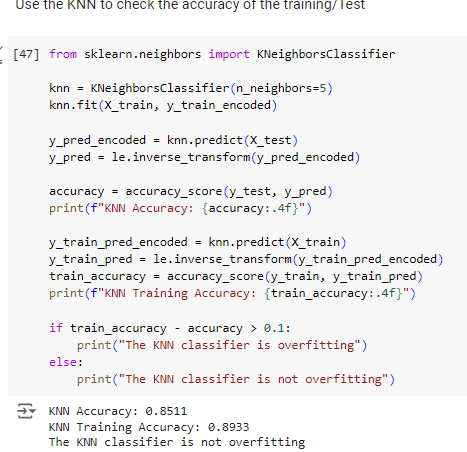 Use the KNN to check the accuracy of the training/Test
[47] from sklearn.neighbors import KNeighborsClassifier
knn = KNeighborsClassifier(n_neighbors=5)
knn.fit(X_train, y_train_encoded)
y_pred_encoded = knn.predict(X_test)
y_pred = le.inverse_transform(y_pred_encoded)
accuracy = accuracy_score(y_test, y_pred)
print(f"KNN Accuracy: {accuracy:.4f}")
y_train_pred_encoded = knn.predict(X_train)
y_train_pred = le.inverse_transform(y_train_pred_encoded)
train_accuracy = accuracy_score(y_train, y_train_pred)
print(f"KNN Training Accuracy: {train_accuracy:.4f}")
if train_accuracy - accuracy > 0.1:
    print("The KNN classifier is overfitting")
else:
    print("The KNN classifier is not overfitting")
KNN Accuracy: 0.8511
KNN Training Accuracy: 0.8933
The KNN classifier is not overfitting